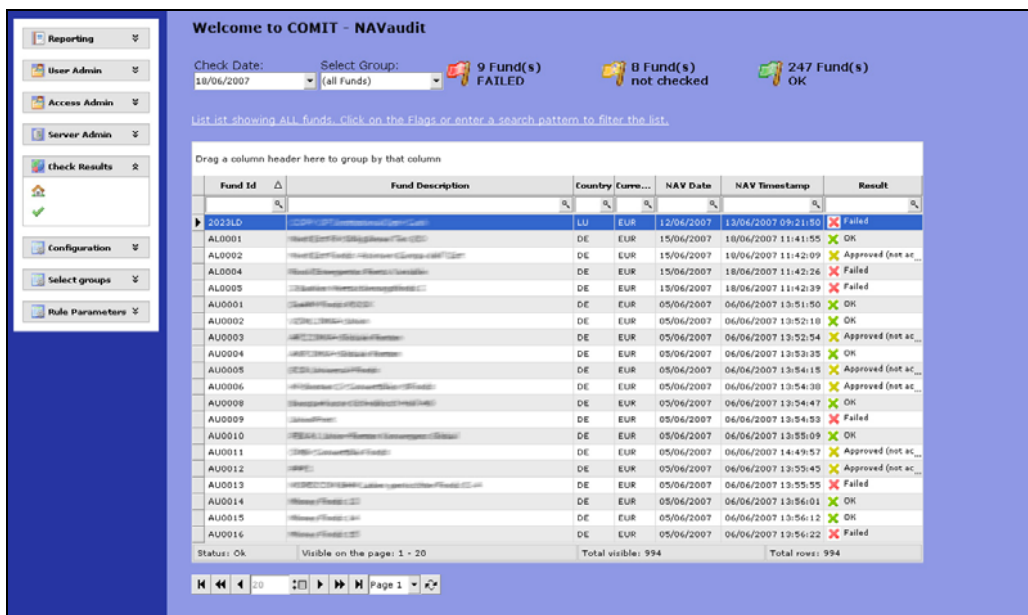 Welcome to COMIT - NAVaudit
Reporting
User Admin
Access Admin
Server Admin
Check Results
Configuration
Select groups
Rule Parameters
Check Date:
18/06/2007
Select Group:
(all Funds)
9 Fund(s)
FAILED
8 Fund(s)
not checked
247 Fund(s)
OK
List ist showing ALL funds. Click on the Flags or enter a search pattern to filter the list.
Drag a column header here to group by that column
Fund Id Fund Description Country Curre... NAV Date NAV Timestamp Result
2023LD LU EUR 12/06/2007 13/06/2007 09:21:50 Failed
AL0001 DE EUR 15/06/2007 18/06/2007 11:41:55 OK
AL0002 DE EUR 15/06/2007 18/06/2007 11:42:09 Approved (not ac...
AL0004 DE EUR 15/06/2007 18/06/2007 11:42:26 Failed
AL0005 DE EUR 15/06/2007 18/06/2007 11:42:39 Failed
AU0001 DE EUR 05/06/2007 06/06/2007 13:51:50 OK
AU0002 DE EUR 05/06/2007 06/06/2007 13:52:18 OK
AU0003 DE EUR 05/06/2007 06/06/2007 13:52:54 Approved (not ac...
AU0004 DE EUR 05/06/2007 06/06/2007 13:53:35 OK
AU0005 DE EUR 05/06/2007 06/06/2007 13:54:15 Approved (not ac...
AU0006 DE EUR 05/06/2007 06/06/2007 13:54:38 Approved (not ac...
AU0008 DE EUR 05/06/2007 06/06/2007 13:54:47 OK
AU0009 DE EUR 05/06/2007 06/06/2007 13:54:53 Failed
AU0010 DE EUR 05/06/2007 06/06/2007 13:55:09 OK
AU0011 DE EUR 05/06/2007 06/06/2007 14:49:57 Approved (not ac...
AU0012 DE EUR 05/06/2007 06/06/2007 13:55:45 Approved (not ac...
AU0013 DE EUR 05/06/2007 06/06/2007 13:55:55 Failed
AU0014 DE EUR 05/06/2007 06/06/2007 13:56:01 OK
AU0015 DE EUR 05/06/2007 06/06/2007 13:56:12 OK
AU0016 DE EUR 05/06/2007 06/06/2007 13:56:22 Failed
Status: Ok Visible on the page: 1 - 20 Total visible: 994 Total rows: 994
20 Page 1